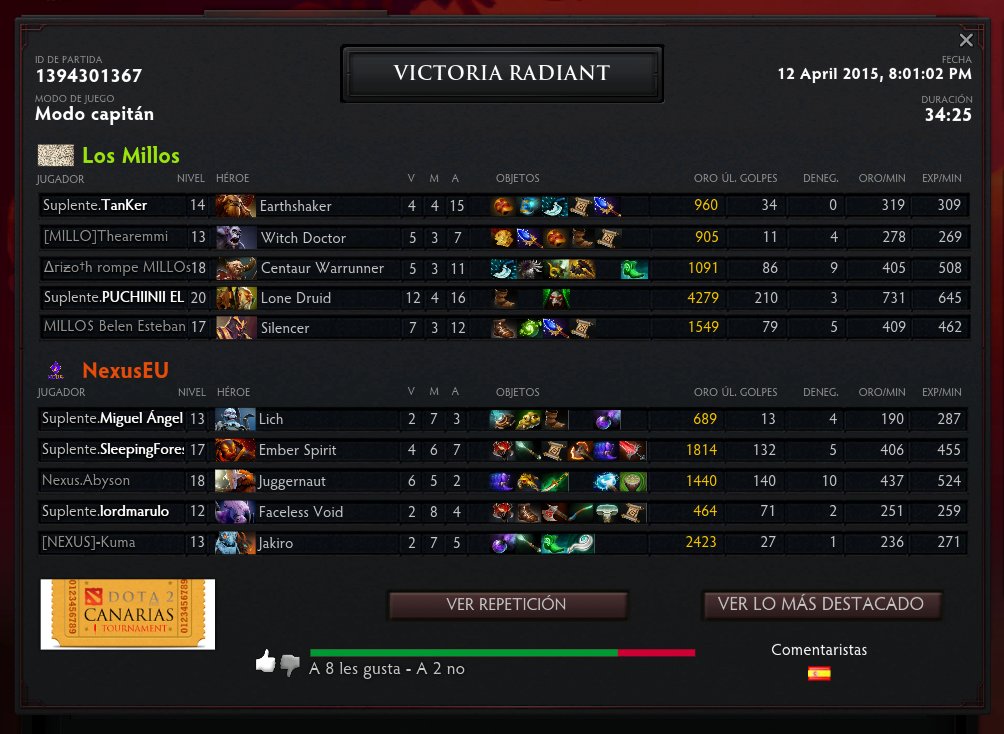 ID DE PARTIDA
1394301367
MODO DE JUEGO
Modo capitán
VICTORIA RADIANT
FECHA
12 April 2015, 8:01:02 PM
DURACIÓN
34:25
Los Millos
JUGADOR NIVEL HÉROE V M A OBJETOS ORO ÚL. GOLPES DENEG. ORO/MIN EXP/MIN
Suplente.TanKer 14 Earthshaker 4 4 15 960 34 0 319 309
[MILLO]Thearemmi 13 Witch Doctor 5 3 7 905 11 4 278 269
Δriƶo†h rompe MILLOs 18 Centaur Warrunner 5 3 11 1091 86 9 405 508
Suplente.PUCHIINII EL 20 Lone Druid 12 4 16 4279 210 3 731 645
MILLOS Belen Esteban 17 Silencer 7 3 12 1549 79 5 409 462
NexusEU
JUGADOR NIVEL HÉROE V M A OBJETOS ORO ÚL. GOLPES DENEG. ORO/MIN EXP/MIN
Suplente.Miguel Ángel 13 Lich 2 7 3 689 13 4 190 287
Suplente.SleepingFores 17 Ember Spirit 4 6 7 1814 132 5 406 455
Nexus.Abyson 18 Juggernaut 6 5 2 1440 140 10 437 524
Suplente.lordmarulo 12 Faceless Void 2 8 4 464 71 2 251 259
[NEXUS]-Kuma 13 Jakiro 2 7 5 2423 27 1 236 271
0123456789
DOTA 2
CANARIAS
TOURNAMENT
0123456789
VER REPETICIÓN
VER LO MÁS DESTACADO
A 8 les gusta - A 2 no
Comentaristas